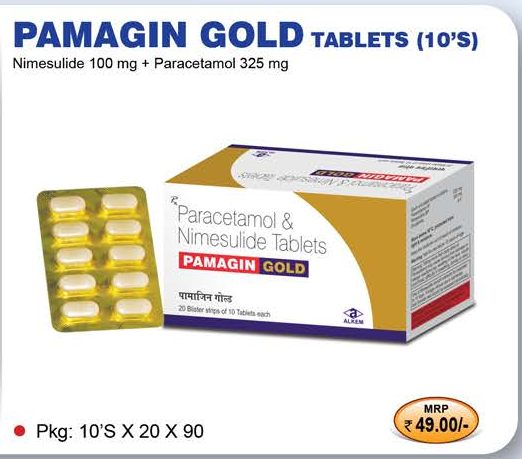 PAMAGIN GOLD TABLETS (10'S)
Nimesulide 100 mg + Paracetamol 325 mg
PAMAGIN GOLD
Rx
Paracetamol &
Nimesulide Tablets
PAMAGIN GOLD
पामाजिन गोल्ड
20 Blister strips of 10 Tablets each
ALKEM
MRP
₹ 49.00/-
Pkg: 10'S X 20 X 90